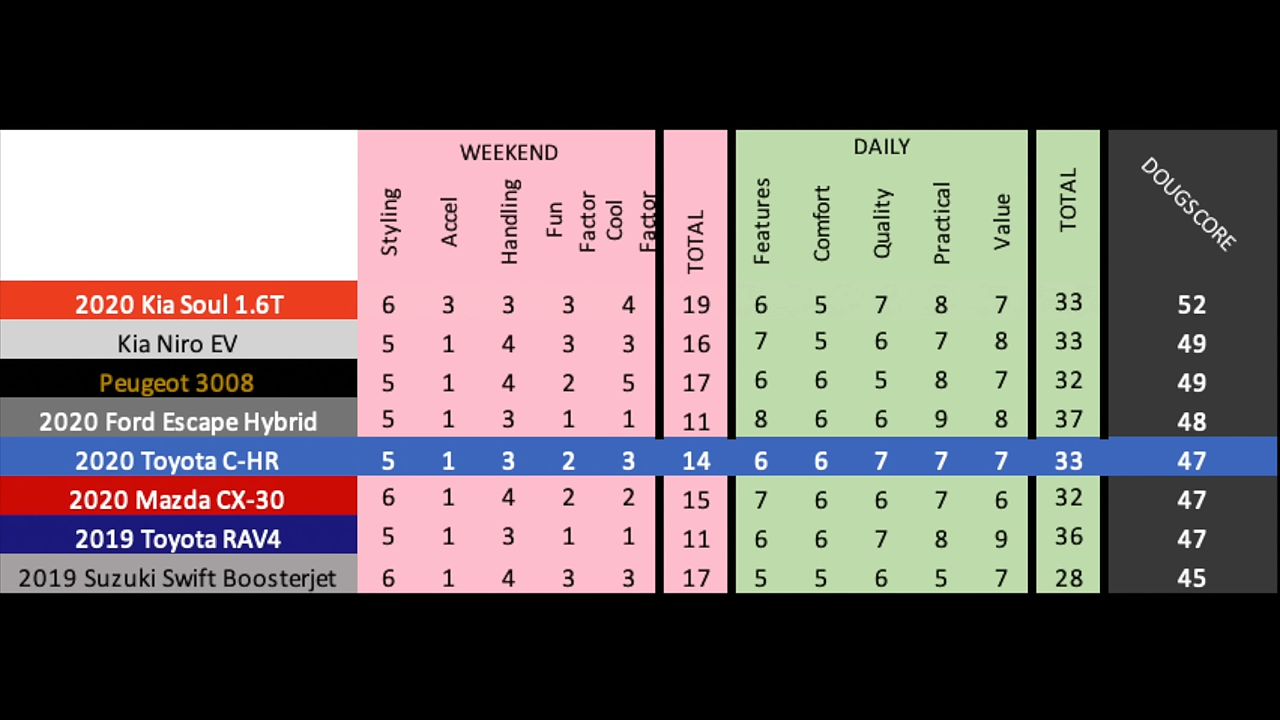 WEEKEND DAILY
Styling Accel Handling Fun Factor Cool Factor TOTAL Features Comfort Quality Practical Value TOTAL DOUGSCORE
2020 Kia Soul 1.6T 6 3 3 3 4 19 6 5 7 8 7 33 52
Kia Niro EV 5 1 4 3 3 16 7 5 6 7 8 33 49
Peugeot 3008 5 1 4 2 5 17 6 6 5 8 7 32 49
2020 Ford Escape Hybrid 5 1 3 1 1 11 8 6 6 9 8 37 48
2020 Toyota C-HR 5 1 3 2 3 14 6 6 7 7 7 33 47
2020 Mazda CX-30 6 1 4 2 2 15 7 6 6 7 6 32 47
2019 Toyota RAV4 5 1 3 1 1 11 6 6 7 8 9 36 47
2019 Suzuki Swift Boosterjet 6 1 4 3 3 17 5 5 6 5 7 28 45